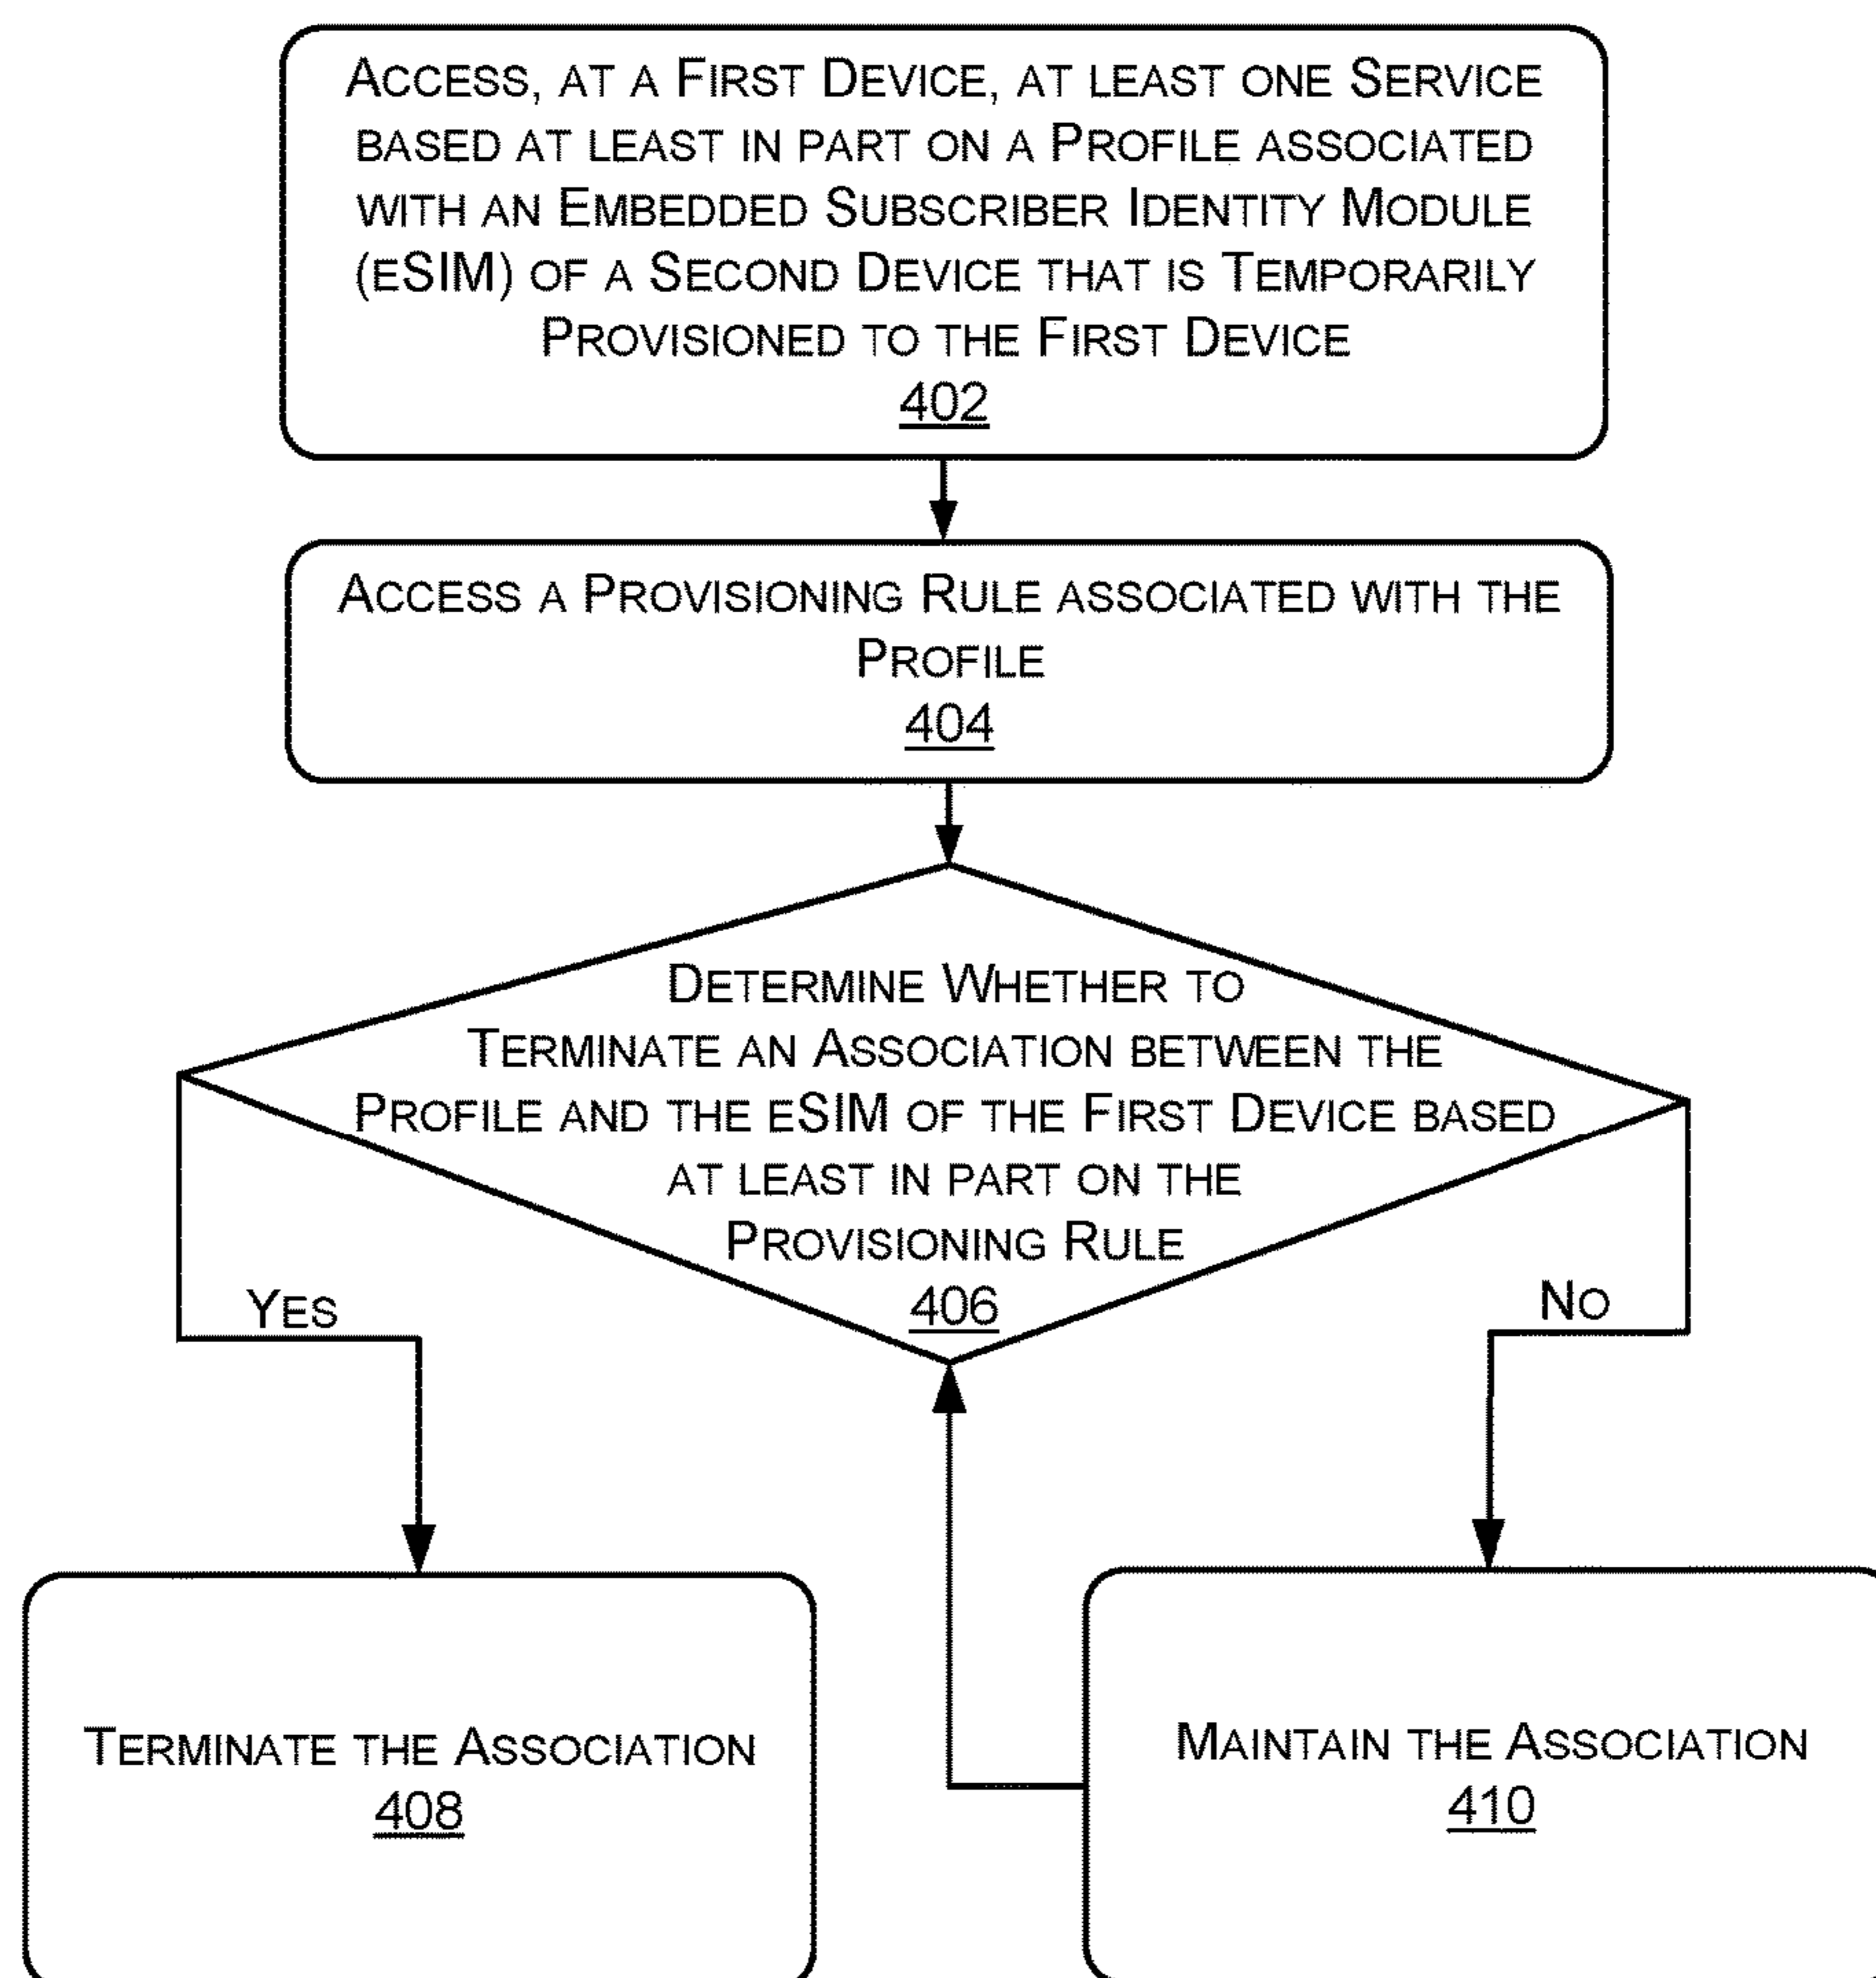 ACCESS, AT A FIRST DEVICE, AT LEAST ONE SERVICE
BASED AT LEAST IN PART ON A PROFILE ASSOCIATED
WITH AN EMBEDDED SUBSCRIBER IDENTITY MODULE
(ESIM) OF A SECOND DEVICE THAT IS TEMPORARILY
PROVISIONED TO THE FIRST DEVICE
402
ACCESS A PROVISIONING RULE ASSOCIATED WITH THE
PROFILE
404
DETERMINE WHETHER TO
TERMINATE AN ASSOCIATION BETWEEN THE
PROFILE AND THE ESIM OF THE FIRST DEVICE BASED
AT LEAST IN PART ON THE
PROVISIONING RULE
406
YES
NO
TERMINATE THE ASSOCIATION
408
MAINTAIN THE ASSOCIATION
410